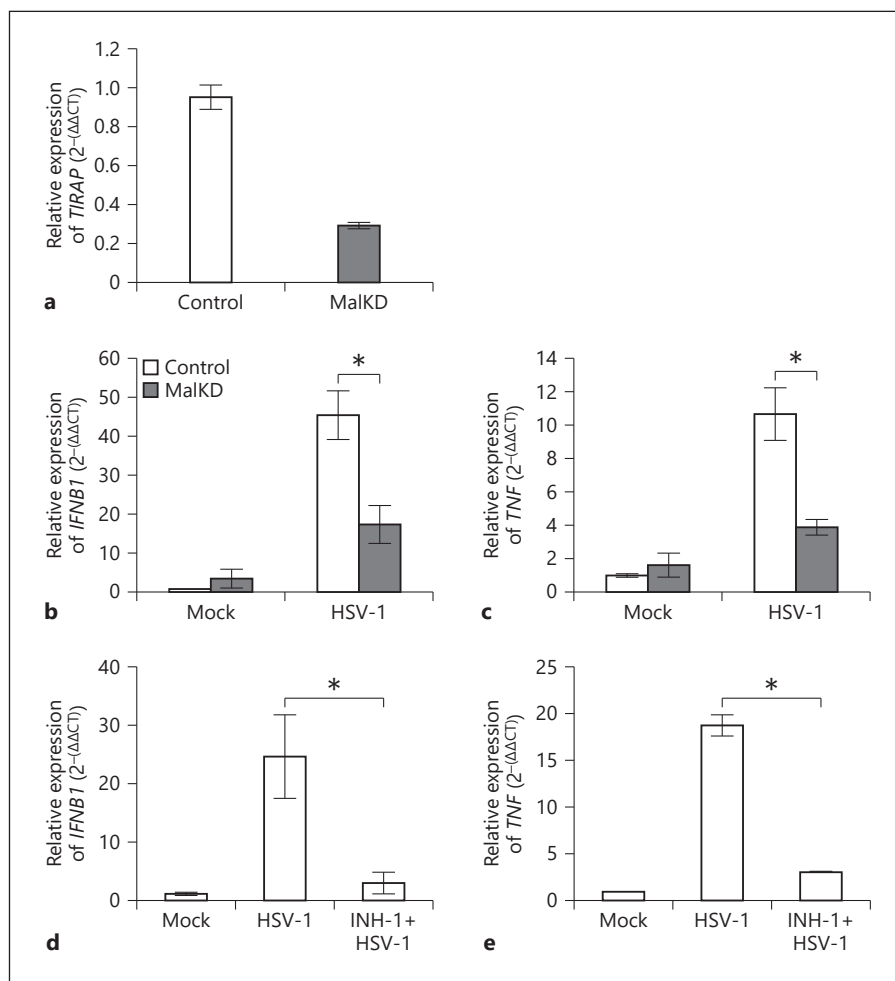 Relative expression
of TIRAP (2–(ΔΔCT))
1.2
1.0
0.8
0.6
0.4
0.2
0
Control
MalKD
a
Relative expression
of IFNB1 (2–(ΔΔCT))
60
50
40
30
20
10
0
Control
MalKD
*
Mock
HSV-1
b
Relative expression
of TNF (2–(ΔΔCT))
14
12
10
8
6
4
2
0
*
Mock
HSV-1
c
Relative expression
of IFNB1 (2–(ΔΔCT))
40
30
20
10
0
*
Mock
HSV-1
INH-1+
HSV-1
d
Relative expression
of TNF (2–(ΔΔCT))
25
20
15
10
5
0
*
Mock
HSV-1
INH-1+
HSV-1
e